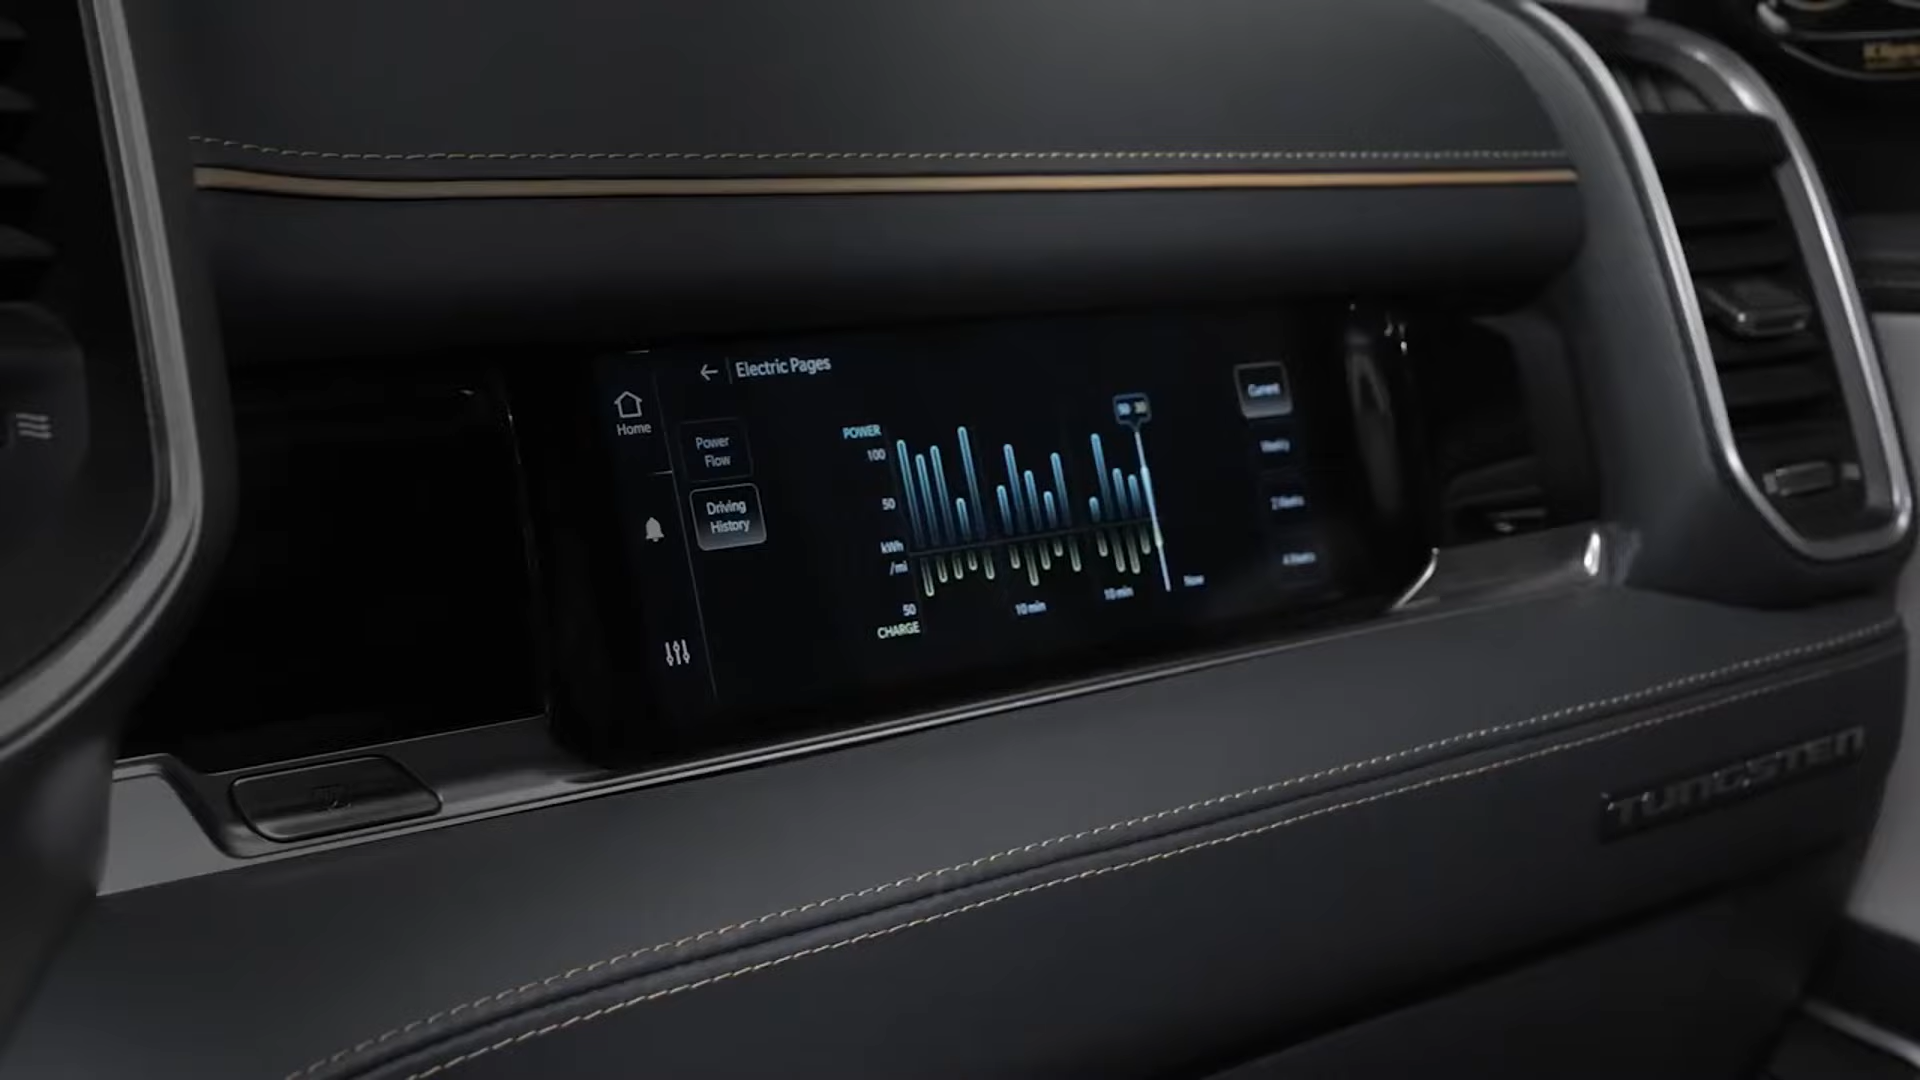 Electric Pages
Home
Power
Flow
Driving
History
POWER
100
50
kWh
/mi
50
CHARGE
10 min
10 min
Now
Current
Weekly
TUNGSTEN